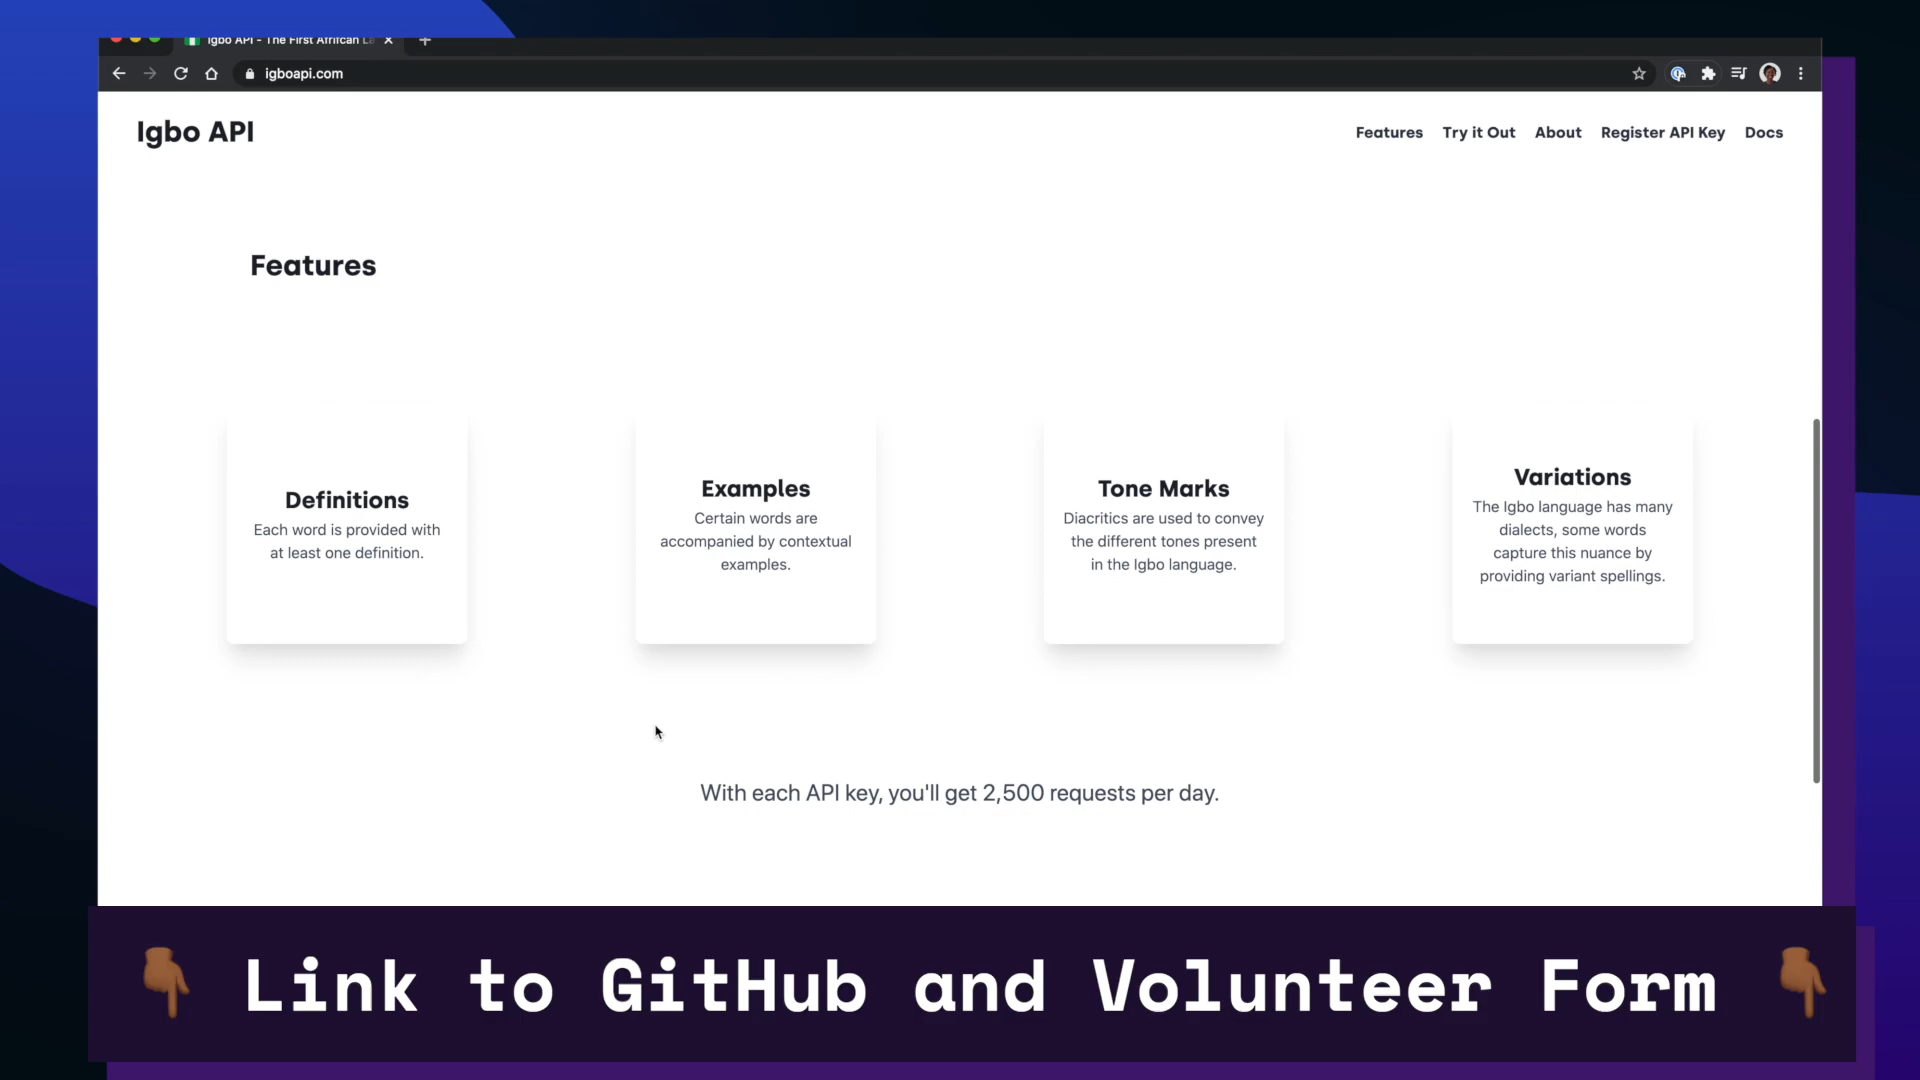 Igbo API - The First Afrifcan La
igboapi.com
Igbo API
Features
Try it Out
About
Register API Key
Docs
Features
Definitions
Each word is provided with
at least one definition.
Examples
Certain words are
accompanied by contextual
examples.
Tone Marks
Diacritics are used to convey
the different tones present
in the Igbo language.
Variations
The Igbo language has many
dialects, some words
capture this nuance by
providing variant spellings.
With each API key, you'll get 2,500 requests per day.
Link to GitHub and Volunteer Form